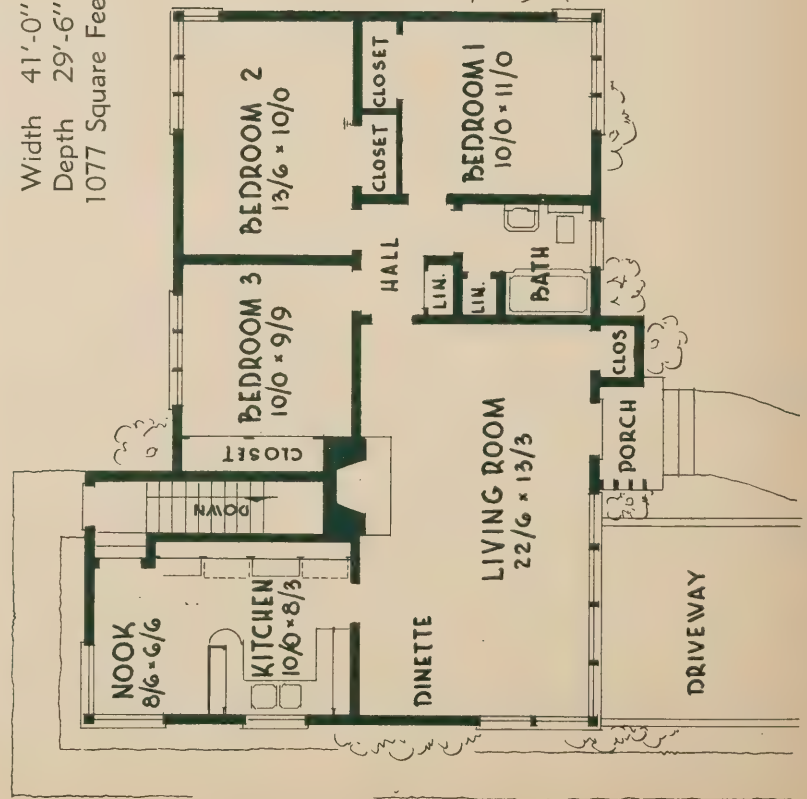 Width 41'-0"
Depth 29'-6"
1077 Square Fee
BEDROOM 2
13/6 × 10/0
CLOSET
CLOSET
BEDROOM 1
10/0 × 11/0
BEDROOM 3
10/0 × 9/9
CLOSET
HALL
LIN.
LIN.
BATH
CLOS
PORCH
LIVING ROOM
22/6 × 13/3
DOWN
NOOK
8/6 × 6/6
KITCHEN
10/0 × 8/3
DINETTE
DRIVEWAY